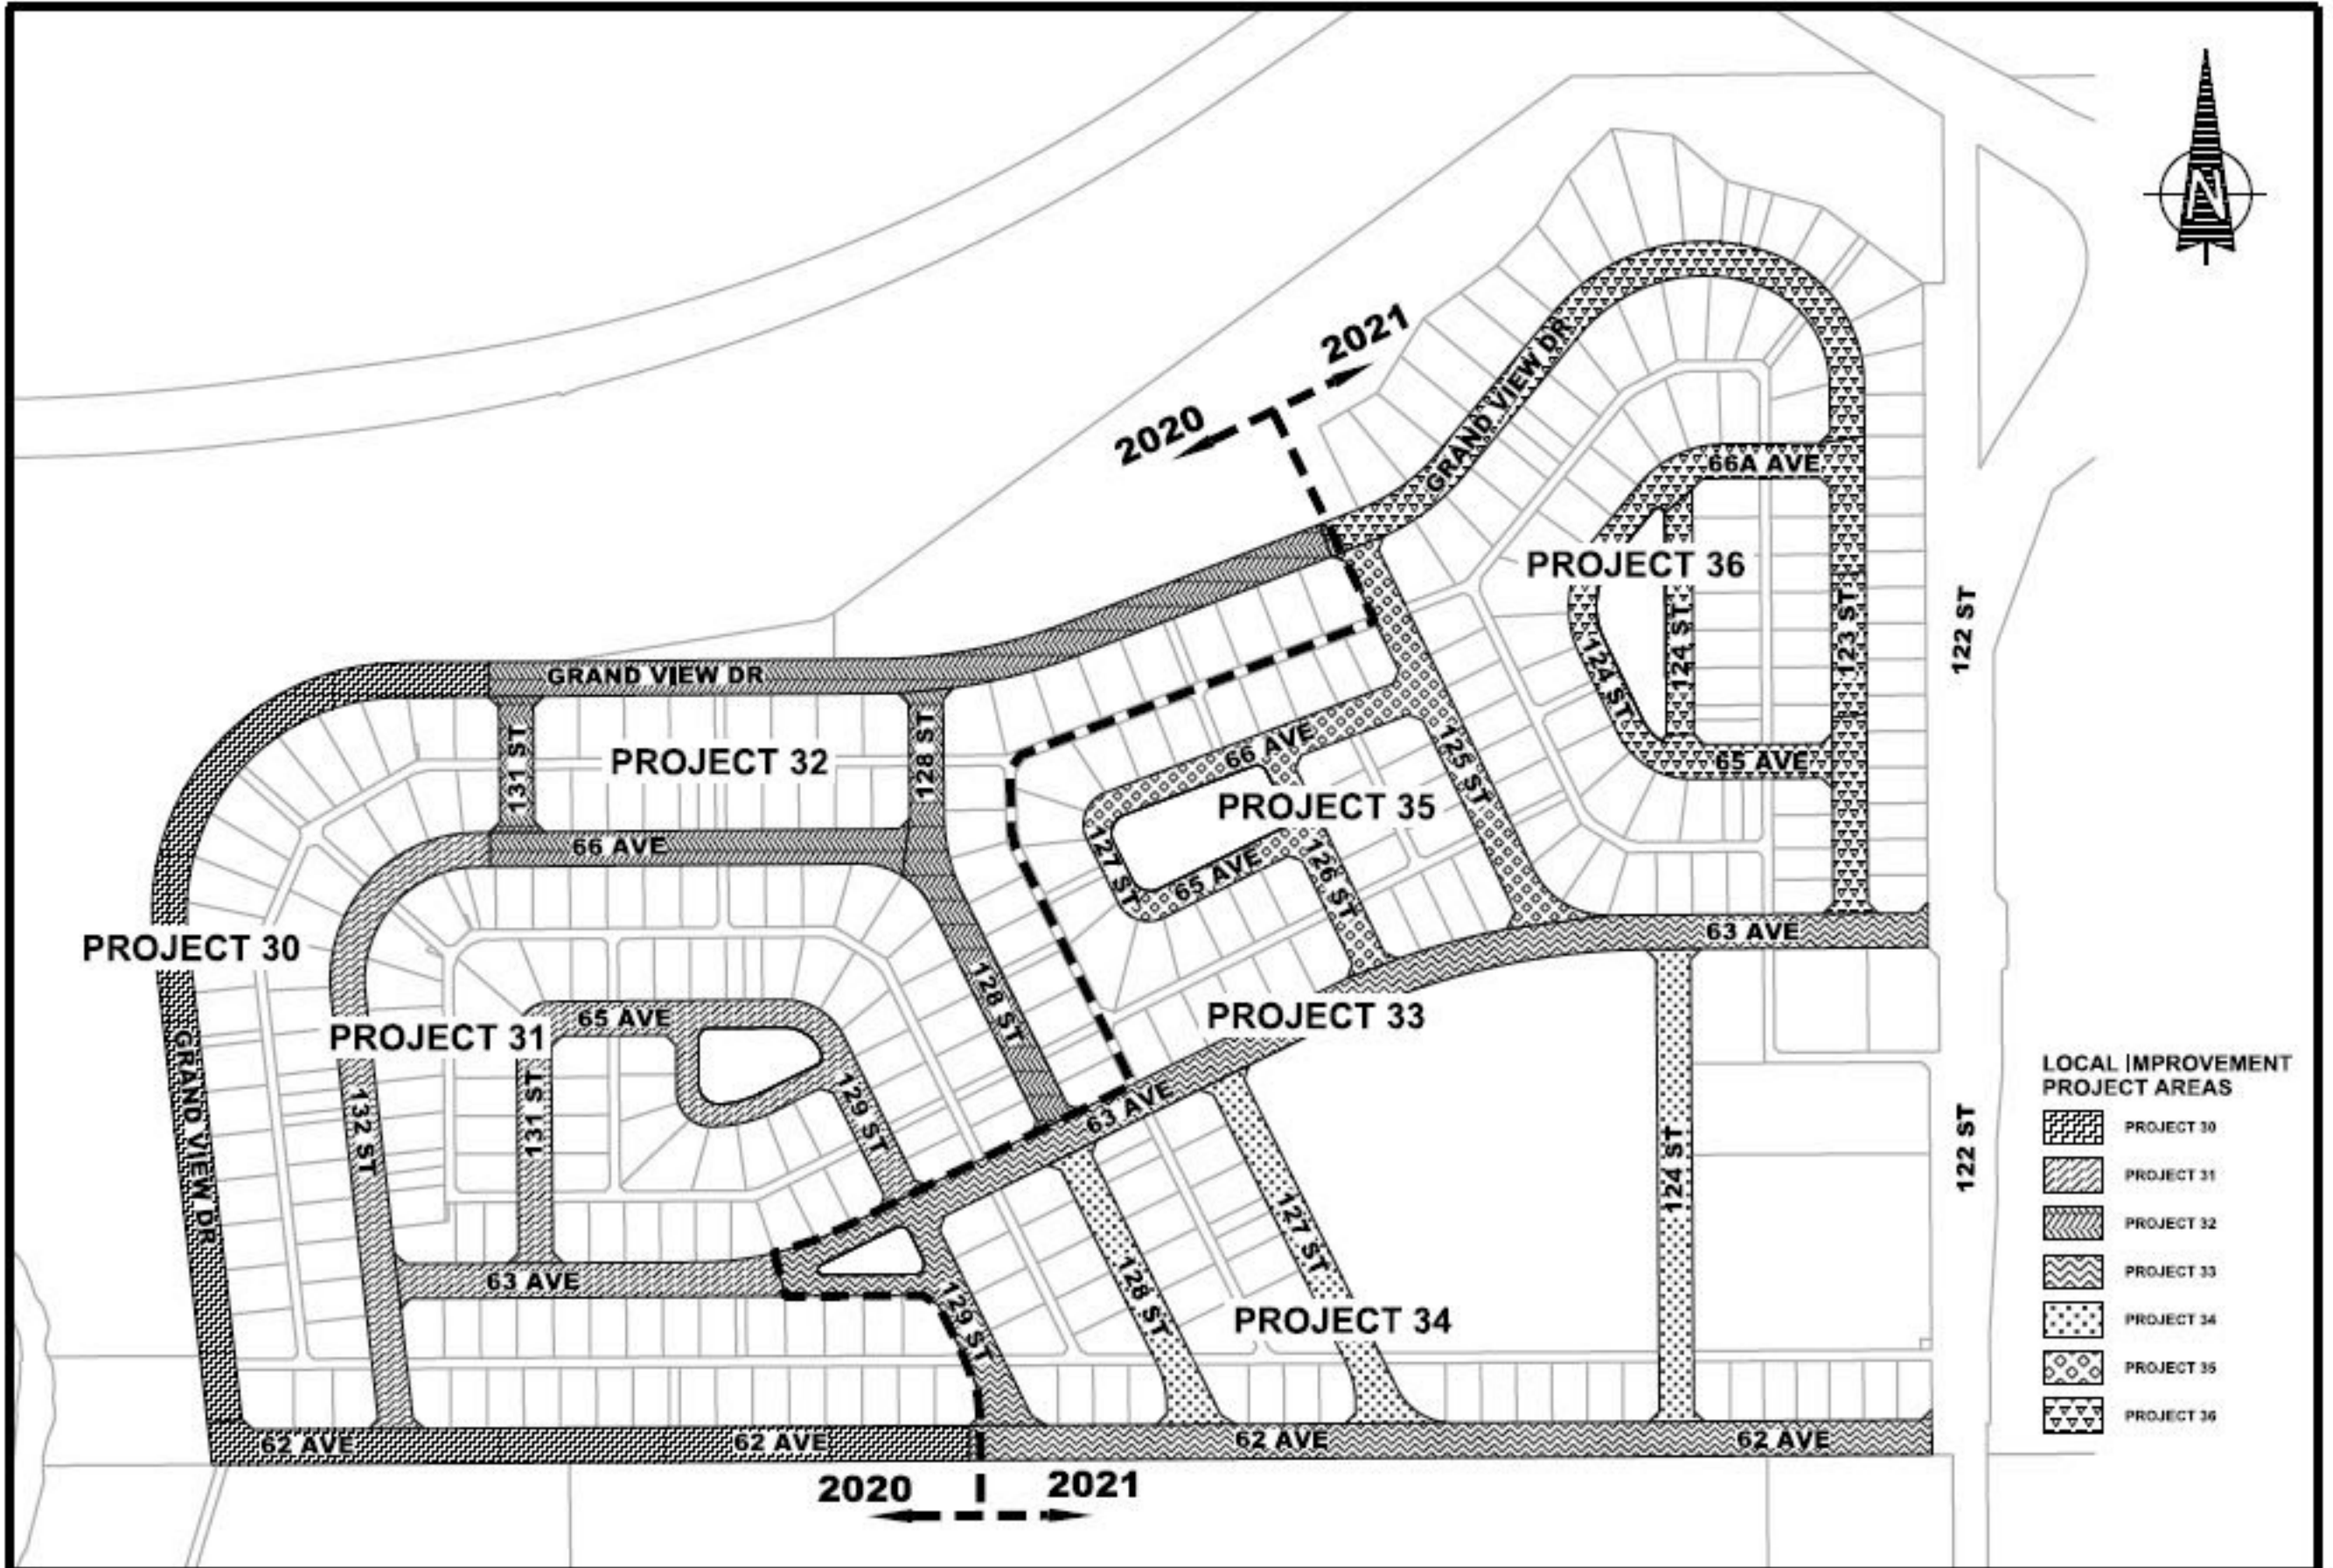 N
2021
2020
GRAND VIEW DR
66A AVE
PROJECT 36
124 ST
124 ST
123 ST
122 ST
65 AVE
GRAND VIEW DR
131 ST
PROJECT 32
128 ST
66 AVE
66 AVE
125 ST
PROJECT 35
127 ST
65 AVE
126 ST
63 AVE
PROJECT 30
128 ST
PROJECT 33
65 AVE
PROJECT 31
GRAND VIEW DR
132 ST
131 ST
129 ST
63 AVE
124 ST
122 ST
127 ST
128 ST
63 AVE
129 ST
PROJECT 34
62 AVE
62 AVE
62 AVE
62 AVE
2020
2021
LOCAL IMPROVEMENT
PROJECT AREAS
PROJECT 30
PROJECT 31
PROJECT 32
PROJECT 33
PROJECT 34
PROJECT 35
PROJECT 36